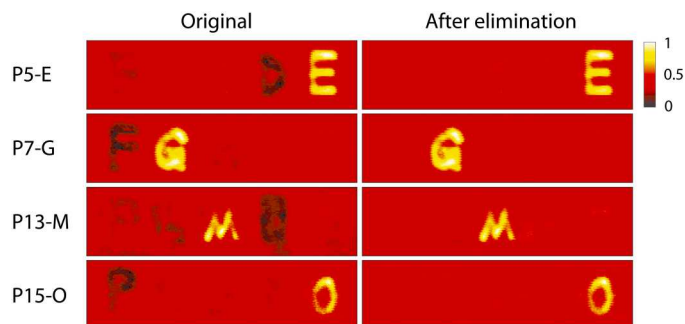 Original After elimination
P5-E E E
1
0.5
0
P7-G F G G
P13-M M M
P15-O P O O